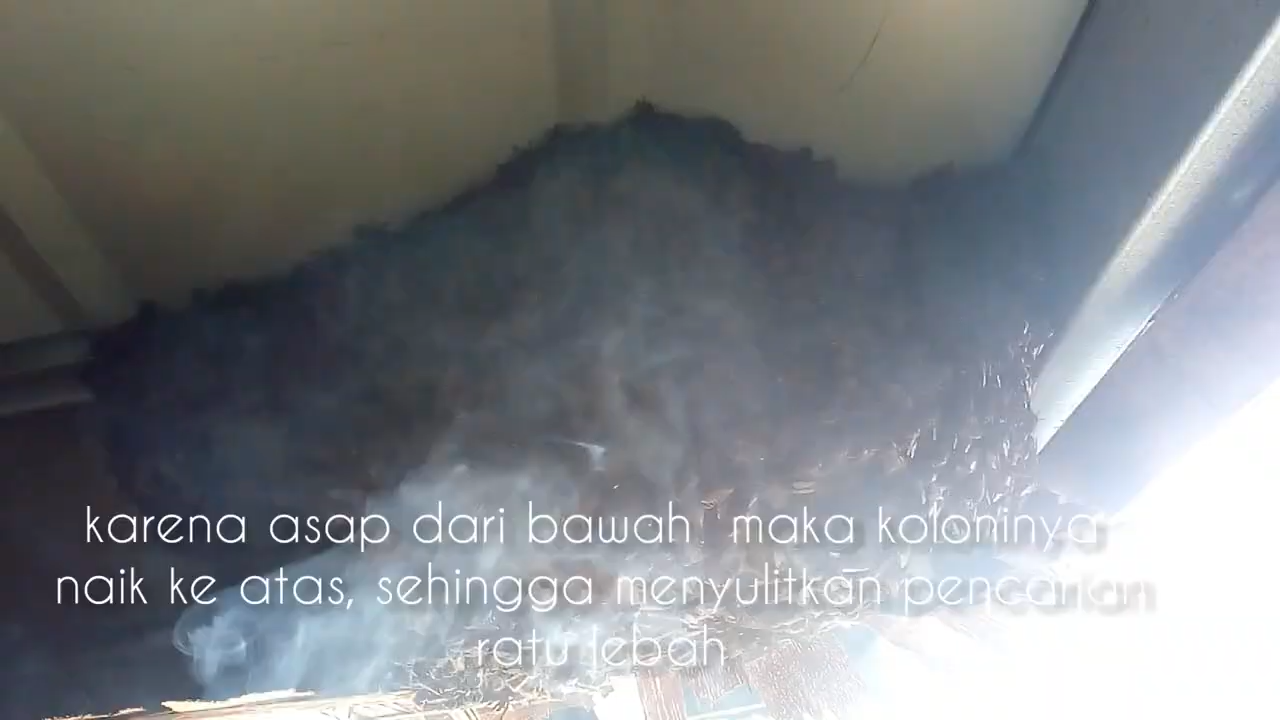 karena asap dari bawah maka koloninya
naik ke atas, sehingga menyulitkan pencarian
ratu lebah